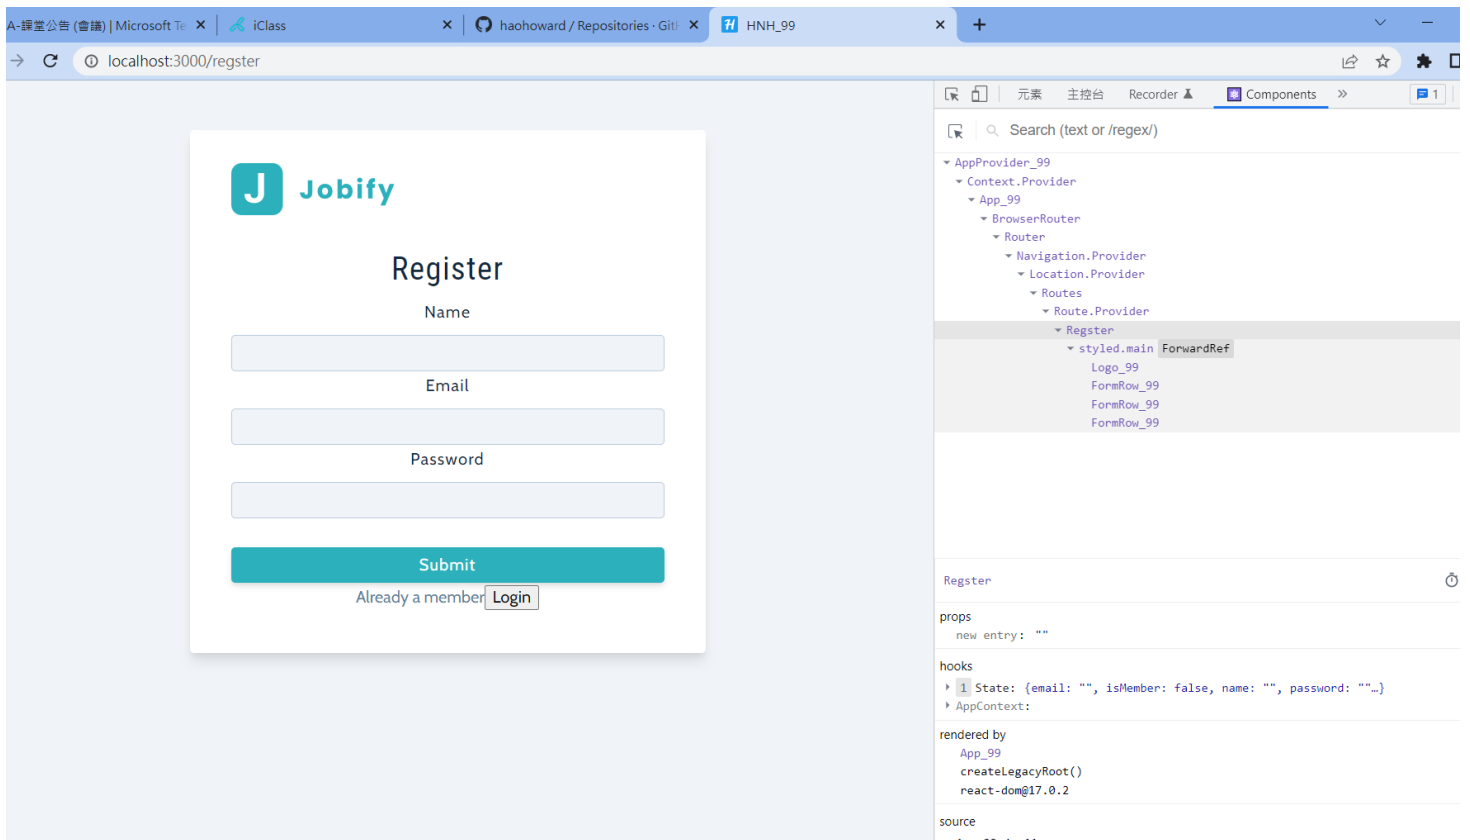 A-課堂公告 (會議) | Microsoft Te
iClass
haohoward / Repositories · Gitl
HNH_99
localhost:3000/regster
元素 主控台 Recorder Components 1
Search (text or /regex/)
J Jobify
Register
Name
Email
Password
Submit
Already a member Login
AppProvider_99
Context.Provider
App_99
BrowserRouter
Router
Navigation.Provider
Location.Provider
Routes
Route.Provider
Regster
styled.main ForwardRef
Logo_99
FormRow_99
FormRow_99
FormRow_99
Regster
props
new entry: ""
hooks
1 State: {email: "", isMember: false, name: "", password: ""…}
AppContext:
rendered by
App_99
createLegacyRoot()
react-dom@17.0.2
source